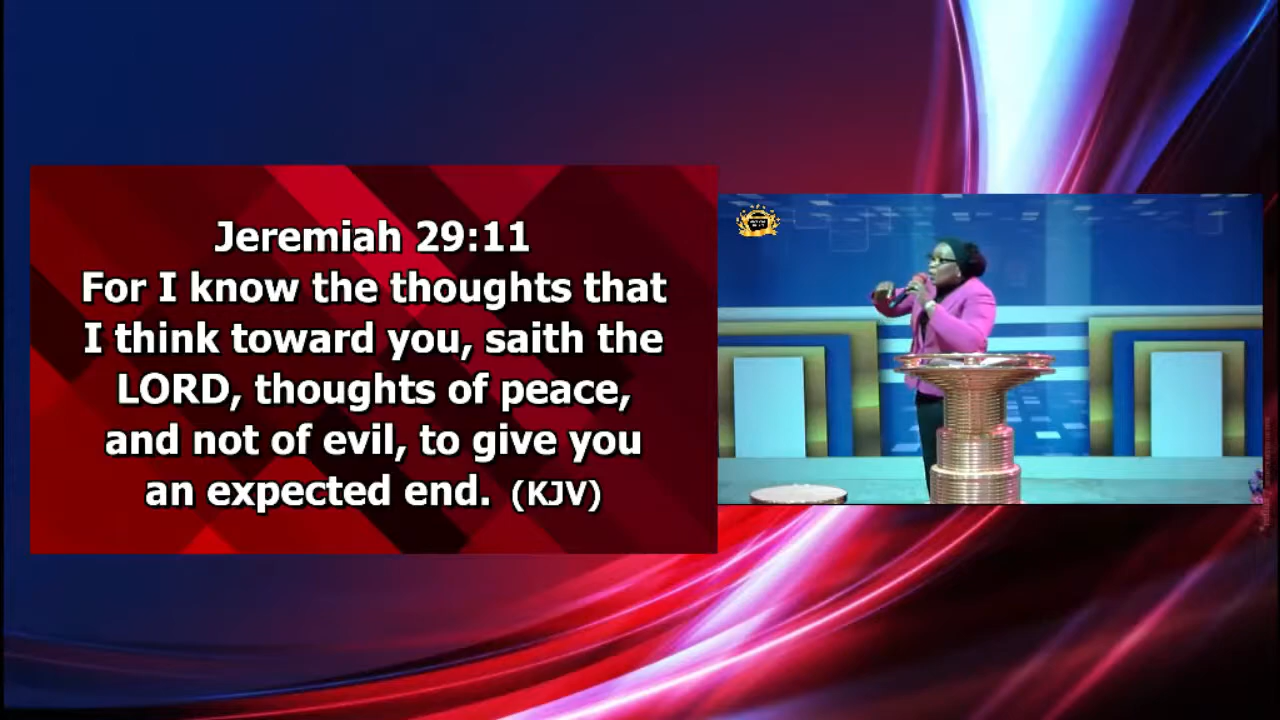 Jeremiah 29:11
For I know the thoughts that
I think toward you, saith the
LORD, thoughts of peace,
and not of evil, to give you
an expected end. (KJV)